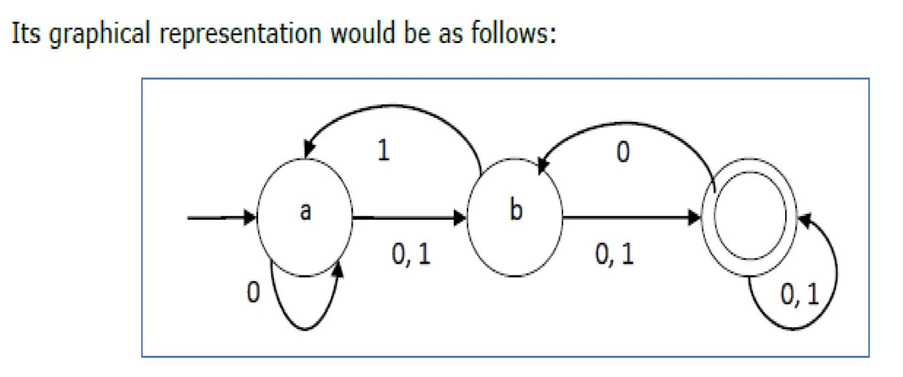 Its graphical representation would be as follows:
1
0
a
b
0, 1
0, 1
0
0, 1